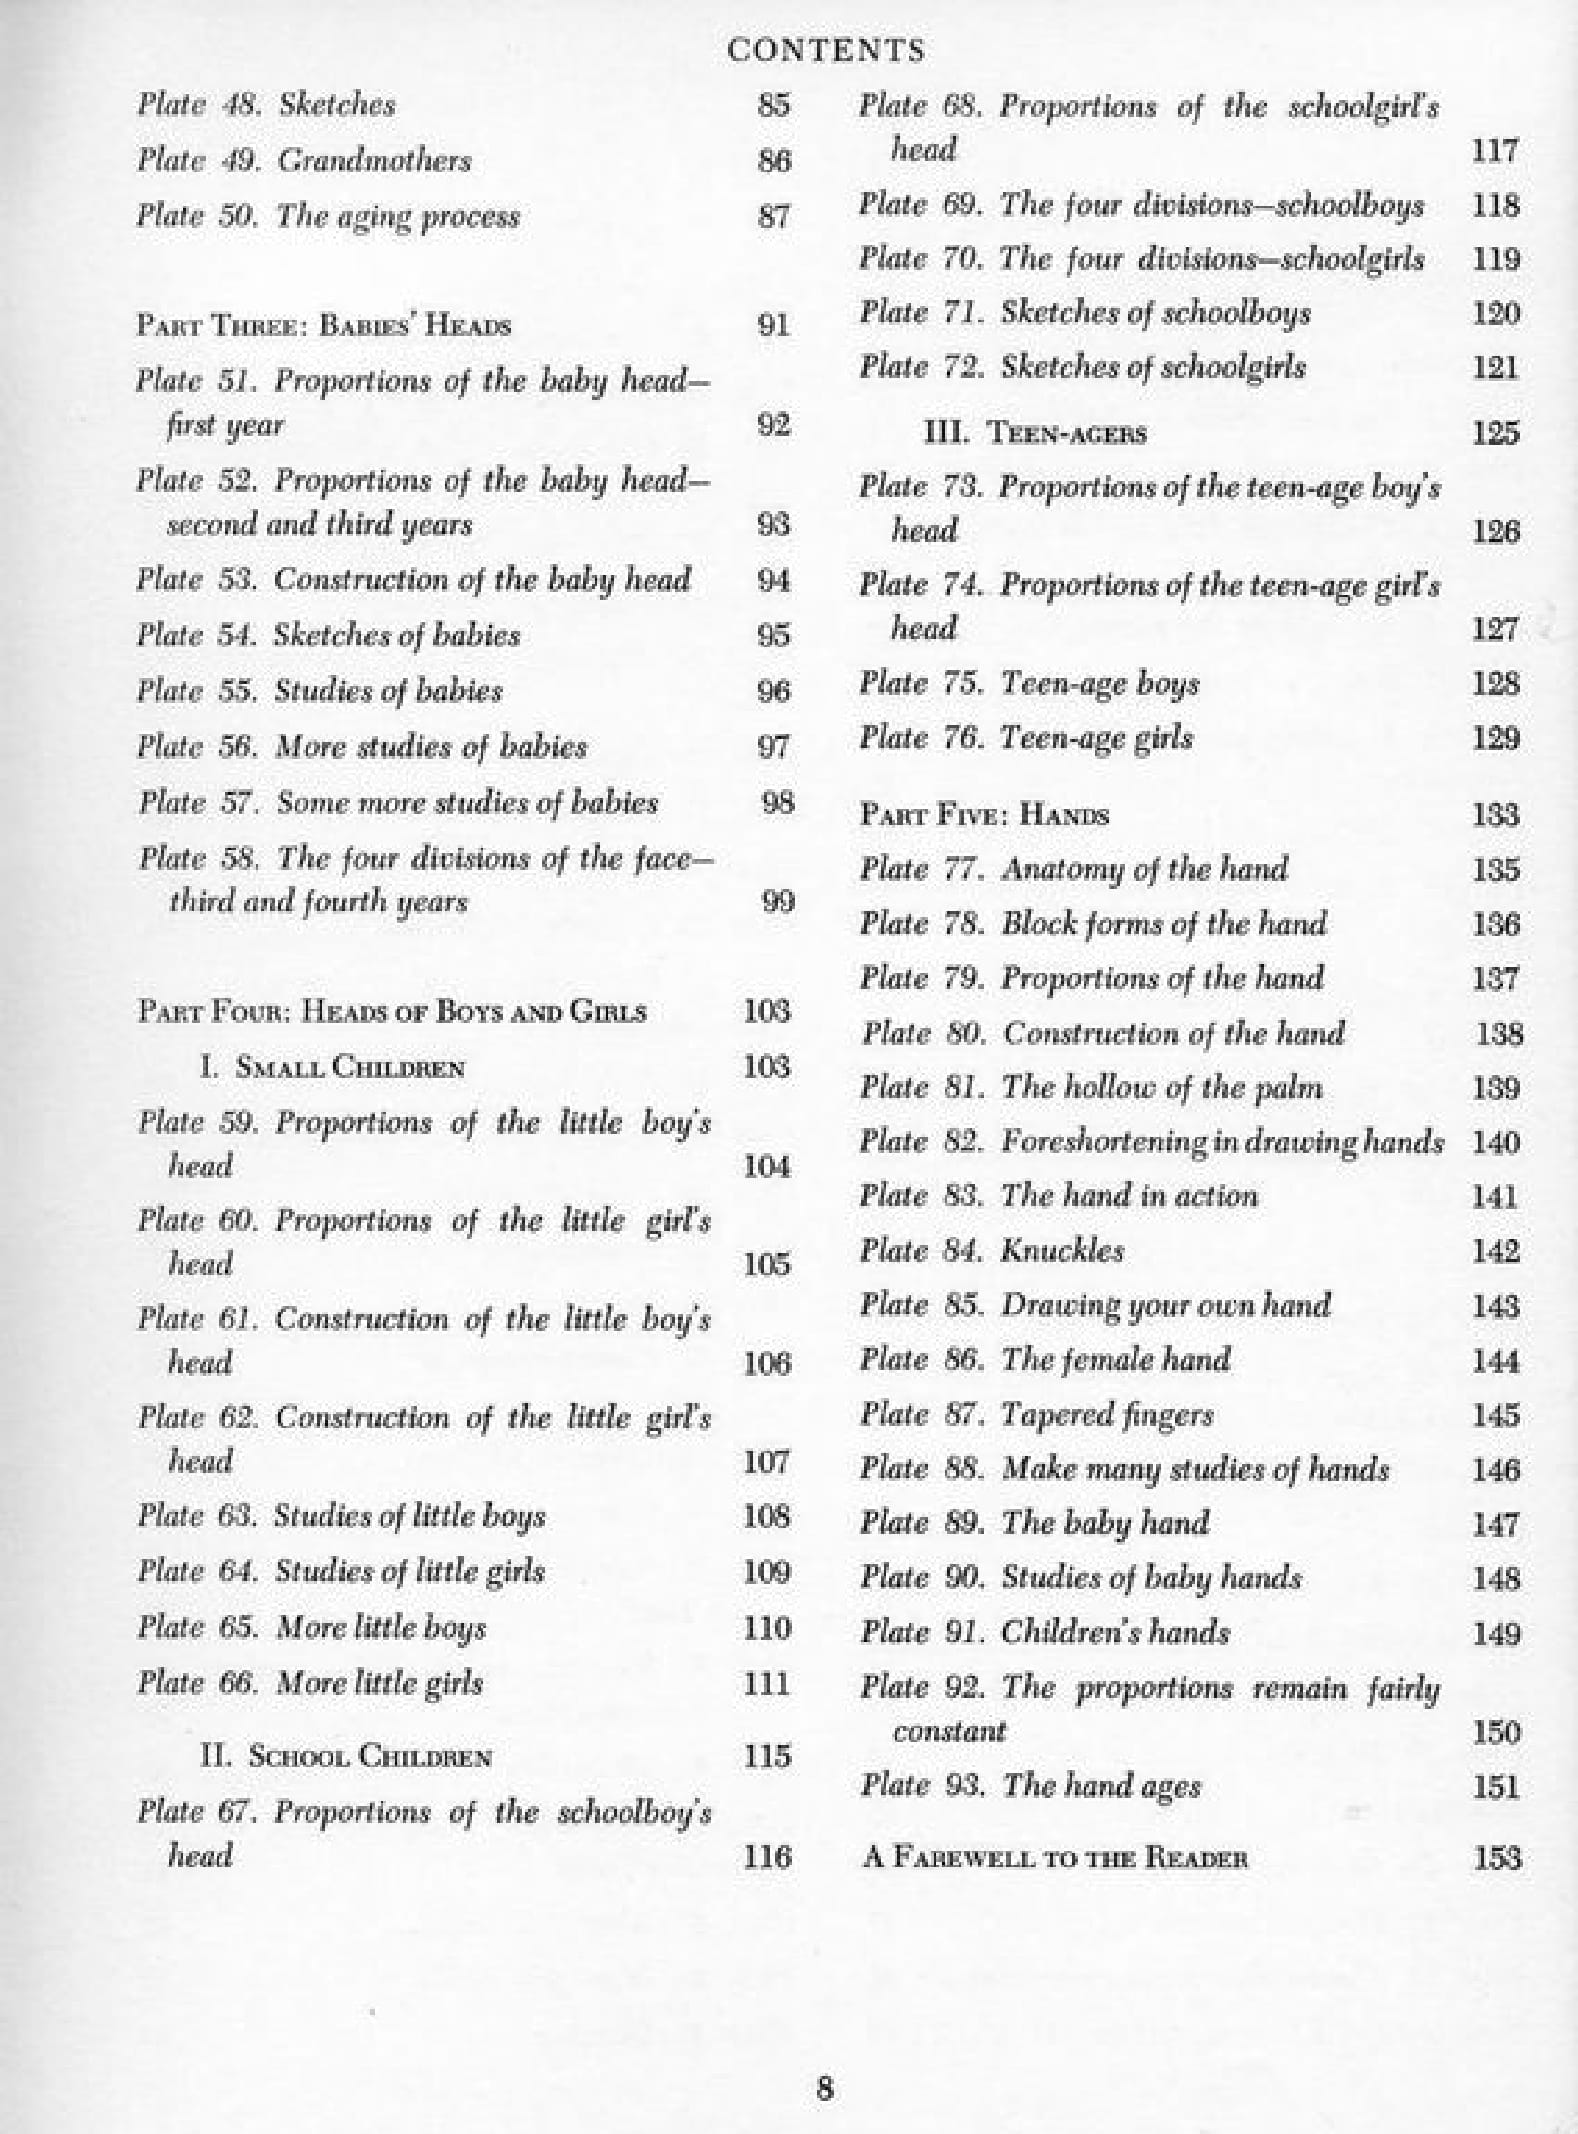 CONTENTS
Plate 48. Sketches 85
Plate 49. Grandmothers 86
Plate 50. The aging process 87
PART THREE: BABIES' HEADS 91
Plate 51. Proportions of the baby head—
first year 92
Plate 52. Proportions of the baby head—
second and third years 93
Plate 53. Construction of the baby head 94
Plate 54. Sketches of babies 95
Plate 55. Studies of babies 96
Plate 56. More studies of babies 97
Plate 57. Some more studies of babies 98
Plate 58. The four divisions of the face—
third and fourth years 99
PART FOUR: HEADS OF BOYS AND GIRLS 103
I. SMALL CHILDREN 103
Plate 59. Proportions of the little boy's
head 104
Plate 60. Proportions of the little girl's
head 105
Plate 61. Construction of the little boy's
head 106
Plate 62. Construction of the little girl's
head 107
Plate 63. Studies of little boys 108
Plate 64. Studies of little girls 109
Plate 65. More little boys 110
Plate 66. More little girls 111
II. SCHOOL CHILDREN 115
Plate 67. Proportions of the schoolboy's
head 116
Plate 68. Proportions of the schoolgirl's
head 117
Plate 69. The four divisions—schoolboys 118
Plate 70. The four divisions—schoolgirls 119
Plate 71. Sketches of schoolboys 120
Plate 72. Sketches of schoolgirls 121
III. TEEN-AGERS 125
Plate 73. Proportions of the teen-age boy's
head 126
Plate 74. Proportions of the teen-age girl's
head 127
Plate 75. Teen-age boys 128
Plate 76. Teen-age girls 129
PART FIVE: HANDS 133
Plate 77. Anatomy of the hand 135
Plate 78. Block forms of the hand 136
Plate 79. Proportions of the hand 137
Plate 80. Construction of the hand 138
Plate 81. The hollow of the palm 139
Plate 82. Foreshortening in drawing hands 140
Plate 83. The hand in action 141
Plate 84. Knuckles 142
Plate 85. Drawing your own hand 143
Plate 86. The female hand 144
Plate 87. Tapered fingers 145
Plate 88. Make many studies of hands 146
Plate 89. The baby hand 147
Plate 90. Studies of baby hands 148
Plate 91. Children's hands 149
Plate 92. The proportions remain fairly
constant 150
Plate 93. The hand ages 151
A FAREWELL TO THE READER 153
8